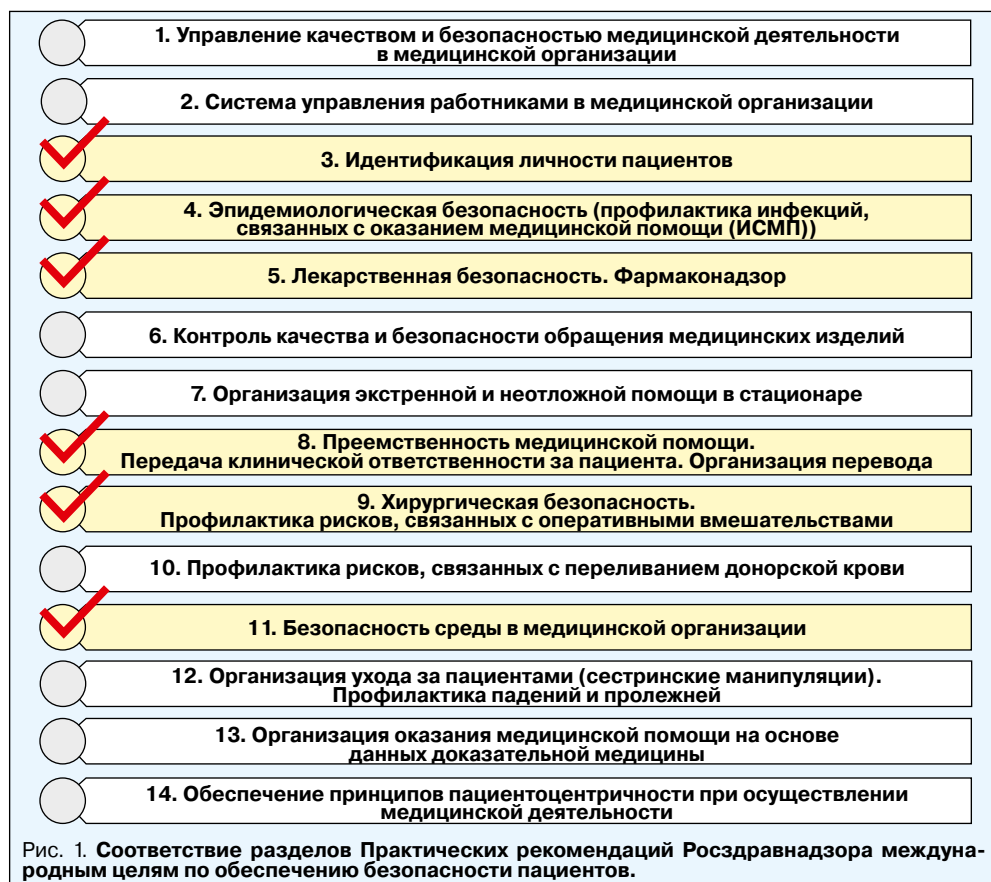 1. Управление качеством и безопасностью медицинской деятельности
в медицинской организации
2. Система управления работниками в медицинской организации
3. Идентификация личности пациентов
4. Эпидемиологическая безопасность (профилактика инфекций,
связанных с оказанием медицинской помощи (ИСМП))
5. Лекарственная безопасность. Фармаконадзор
6. Контроль качества и безопасности обращения медицинских изделий
7. Организация экстренной и неотложной помощи в стационаре
8. Преемственность медицинской помощи.
Передача клинической ответственности за пациента. Организация перевода
9. Хирургическая безопасность.
Профилактика рисков, связанных с оперативными вмешательствами
10. Профилактика рисков, связанных с переливанием донорской крови
11. Безопасность среды в медицинской организации
12. Организация ухода за пациентами (сестринские манипуляции).
Профилактика падений и пролежней
13. Организация оказания медицинской помощи на основе
данных доказательной медицины
14. Обеспечение принципов пациентоцентричности при осуществлении
медицинской деятельности
Рис. 1. Соответствие разделов Практических рекомендаций Росздравнадзора междуна-
родным целям по обеспечению безопасности пациентов.